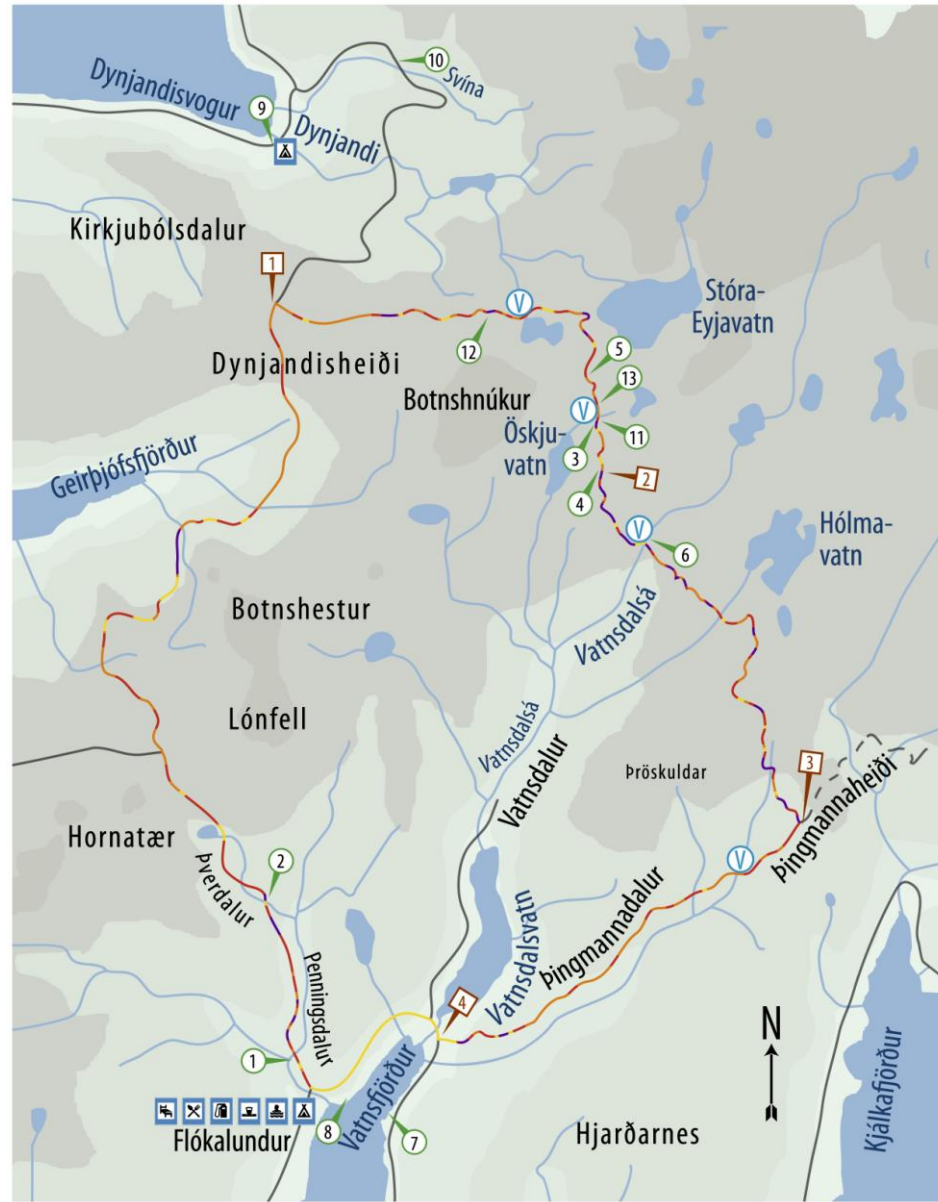 10
Dynjandisvogur
Svína
9
Dynjandi
Kirkjubólsdalur
1
V
Stóra-
Eyjavatn
12
5
Dynjandisheiði
13
Botnshnúkur
V
Öskju-
vatn
11
3
2
Geirþjófsfjörður
4
Hólma-
vatn
V
6
Botnshestur
Vatnsdalsá
Lónfell
Vatnsdalsá
Vatnsdalur
Þröskuldar
3
Þingmannaheiði
Hornatær
V
2
Þverdalur
Vatnsdalsvatn
Þingmannadalur
Penningsdalur
4
N
1
Vatnsfjörður
Kjálkafjörður
8
7
Flókalundur
Hjarðarnes